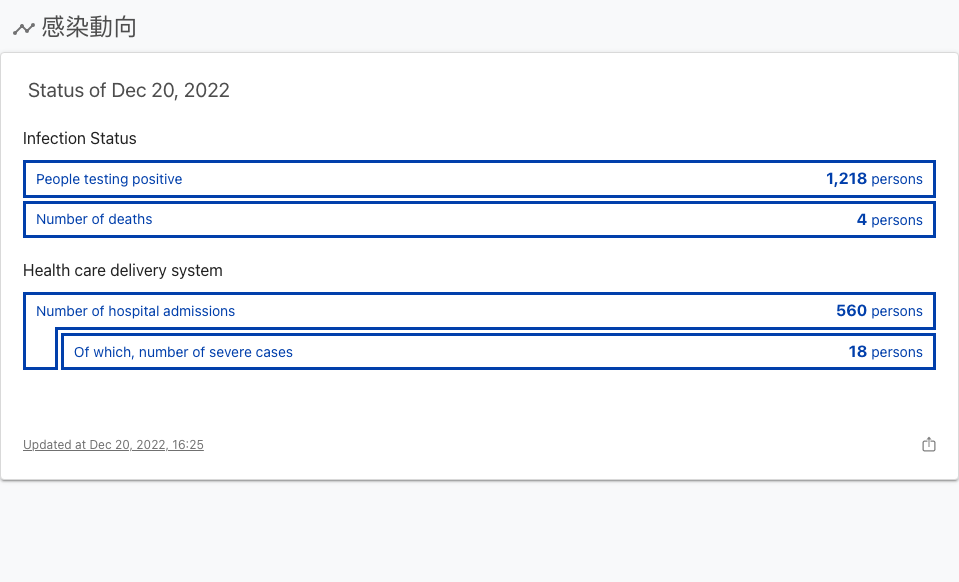 感染動向
Status of Dec 20, 2022
Infection Status
People testing positive 1,218 persons
Number of deaths 4 persons
Health care delivery system
Number of hospital admissions 560 persons
Of which, number of severe cases 18 persons
Updated at Dec 20, 2022, 16:25